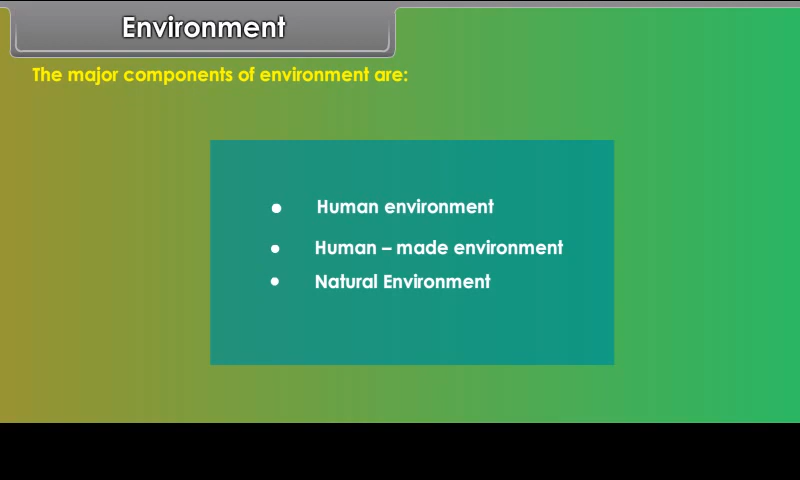 Environment
The major components of environment are:
• Human environment
• Human – made environment
• Natural Environment